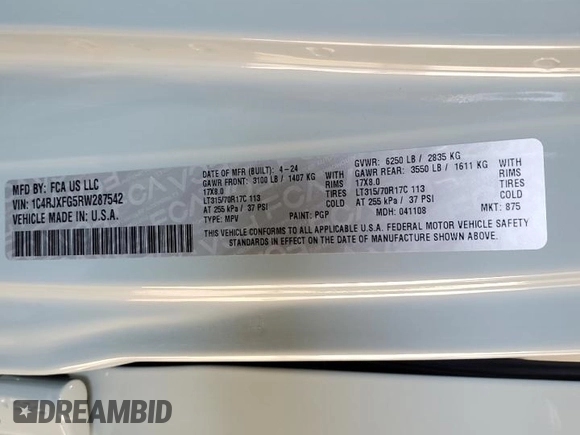 MFD BY: FCA US LLC
VIN: 1C4RJXFG5RW287542
VEHICLE MADE IN U.S.A.
DATE OF MFR (BUILT): 4-24
GAWR FRONT: 3100 LB / 1407 KG WITH
17X8.0 RIMS
LT315/70R17C 113 TIRES
AT 255 kPa / 37 PSI COLD
TYPE: MPV PAINT: PGP
GVWR: 6250 LB / 2835 KG
GAWR REAR: 3550 LB / 1611 KG WITH
17X8.0 RIMS
LT315/70R17C 113 TIRES
AT 255 kPa / 37 PSI COLD
MDH: 041108 MKT: 875
THIS VEHICLE CONFORMS TO ALL APPLICABLE U.S.A. FEDERAL MOTOR VEHICLE SAFETY
STANDARDS IN EFFECT ON THE DATE OF MANUFACTURE SHOWN ABOVE.
DREAMBID